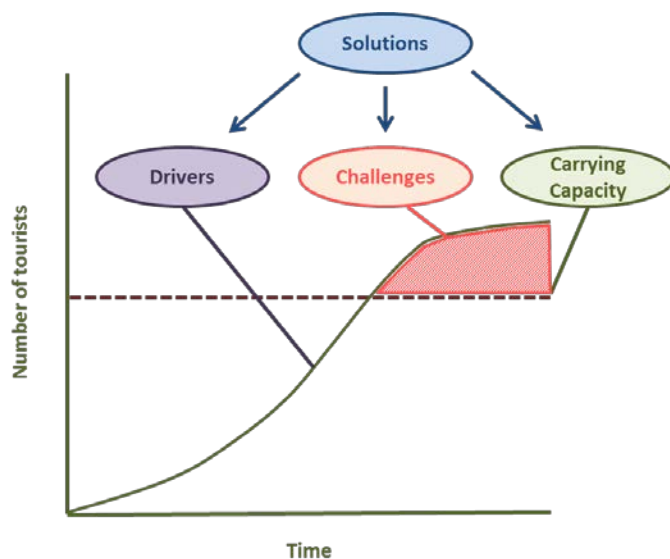 Solutions
Drivers
Challenges
Carrying
Capacity
Number of tourists
Time